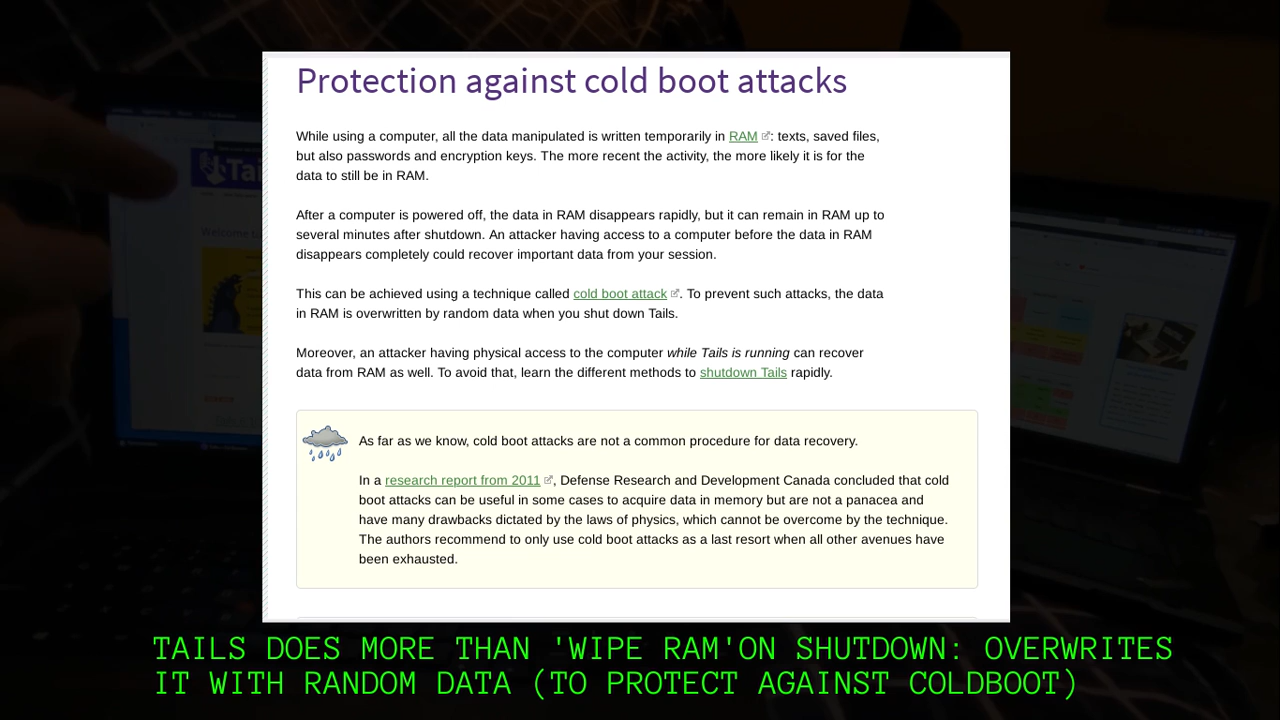 Protection against cold boot attacks
While using a computer, all the data manipulated is written temporarily in RAM: texts, saved files,
but also passwords and encryption keys. The more recent the activity, the more likely it is for the
data to still be in RAM.
After a computer is powered off, the data in RAM disappears rapidly, but it can remain in RAM up to
several minutes after shutdown. An attacker having access to a computer before the data in RAM
disappears completely could recover important data from your session.
This can be achieved using a technique called cold boot attack. To prevent such attacks, the data
in RAM is overwritten by random data when you shut down Tails.
Moreover, an attacker having physical access to the computer while Tails is running can recover
data from RAM as well. To avoid that, learn the different methods to shutdown Tails rapidly.
As far as we know, cold boot attacks are not a common procedure for data recovery.
In a research report from 2011, Defense Research and Development Canada concluded that cold
boot attacks can be useful in some cases to acquire data in memory but are not a panacea and
have many drawbacks dictated by the laws of physics, which cannot be overcome by the technique.
The authors recommend to only use cold boot attacks as a last resort when all other avenues have
been exhausted.
TAILS DOES MORE THAN 'WIPE RAM'ON SHUTDOWN: OVERWRITES
IT WITH RANDOM DATA (TO PROTECT AGAINST COLDBOOT)